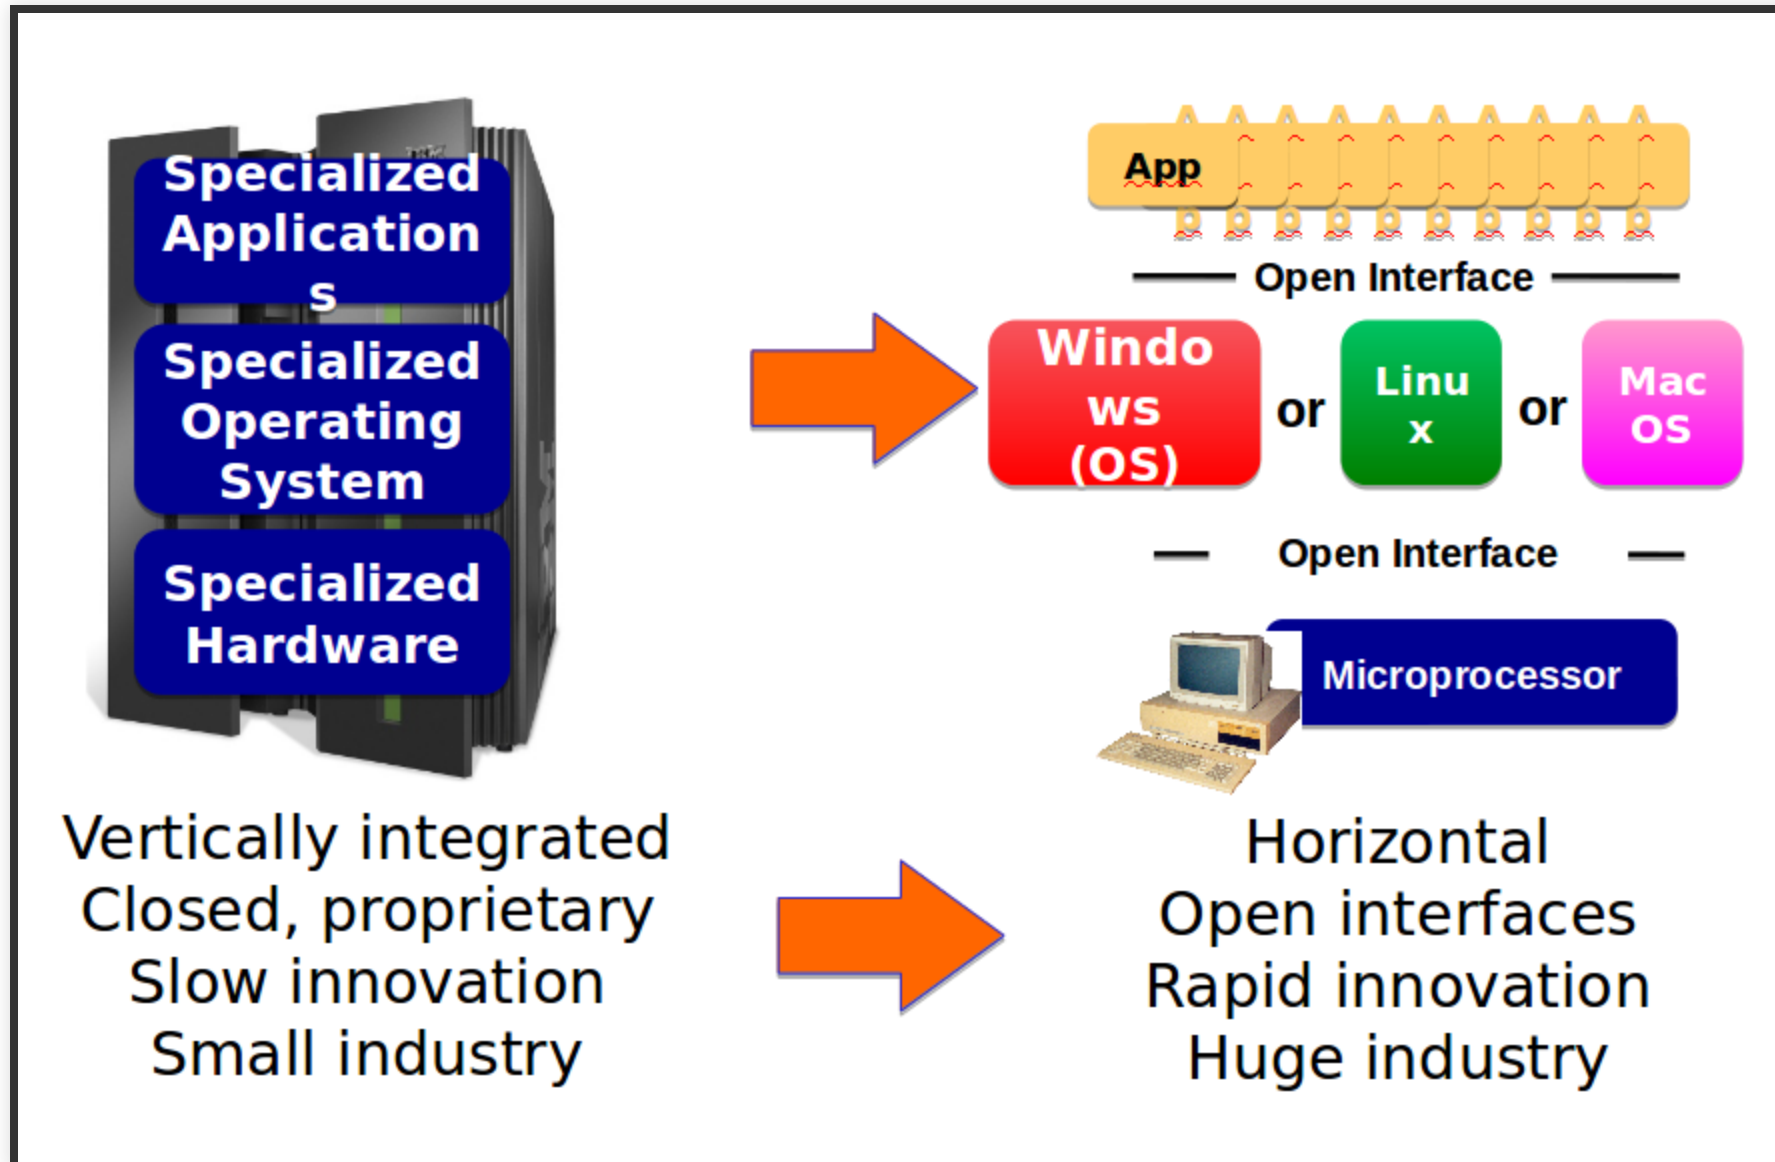 Specialized
Application
s
Specialized
Operating
System
Specialized
Hardware
Vertically integrated
Closed, proprietary
Slow innovation
Small industry
App
Open Interface
Windo
ws
(OS)
or
Linu
x
or
Mac
OS
Open Interface
Microprocessor
Horizontal
Open interfaces
Rapid innovation
Huge industry